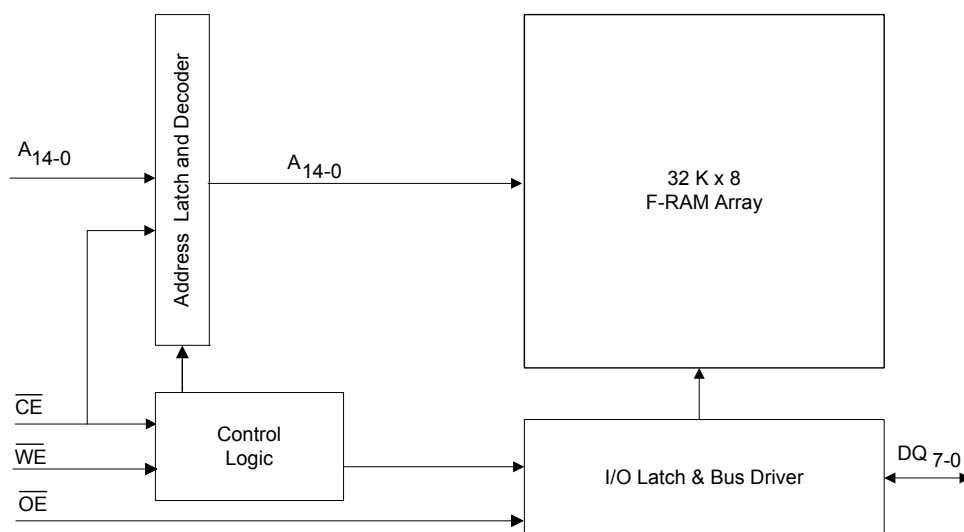 A14-0
Address Latch and Decoder
A14-0
32 K x 8
F-RAM Array
CE
WE
OE
Control
Logic
I/O Latch & Bus Driver
DQ 7-0